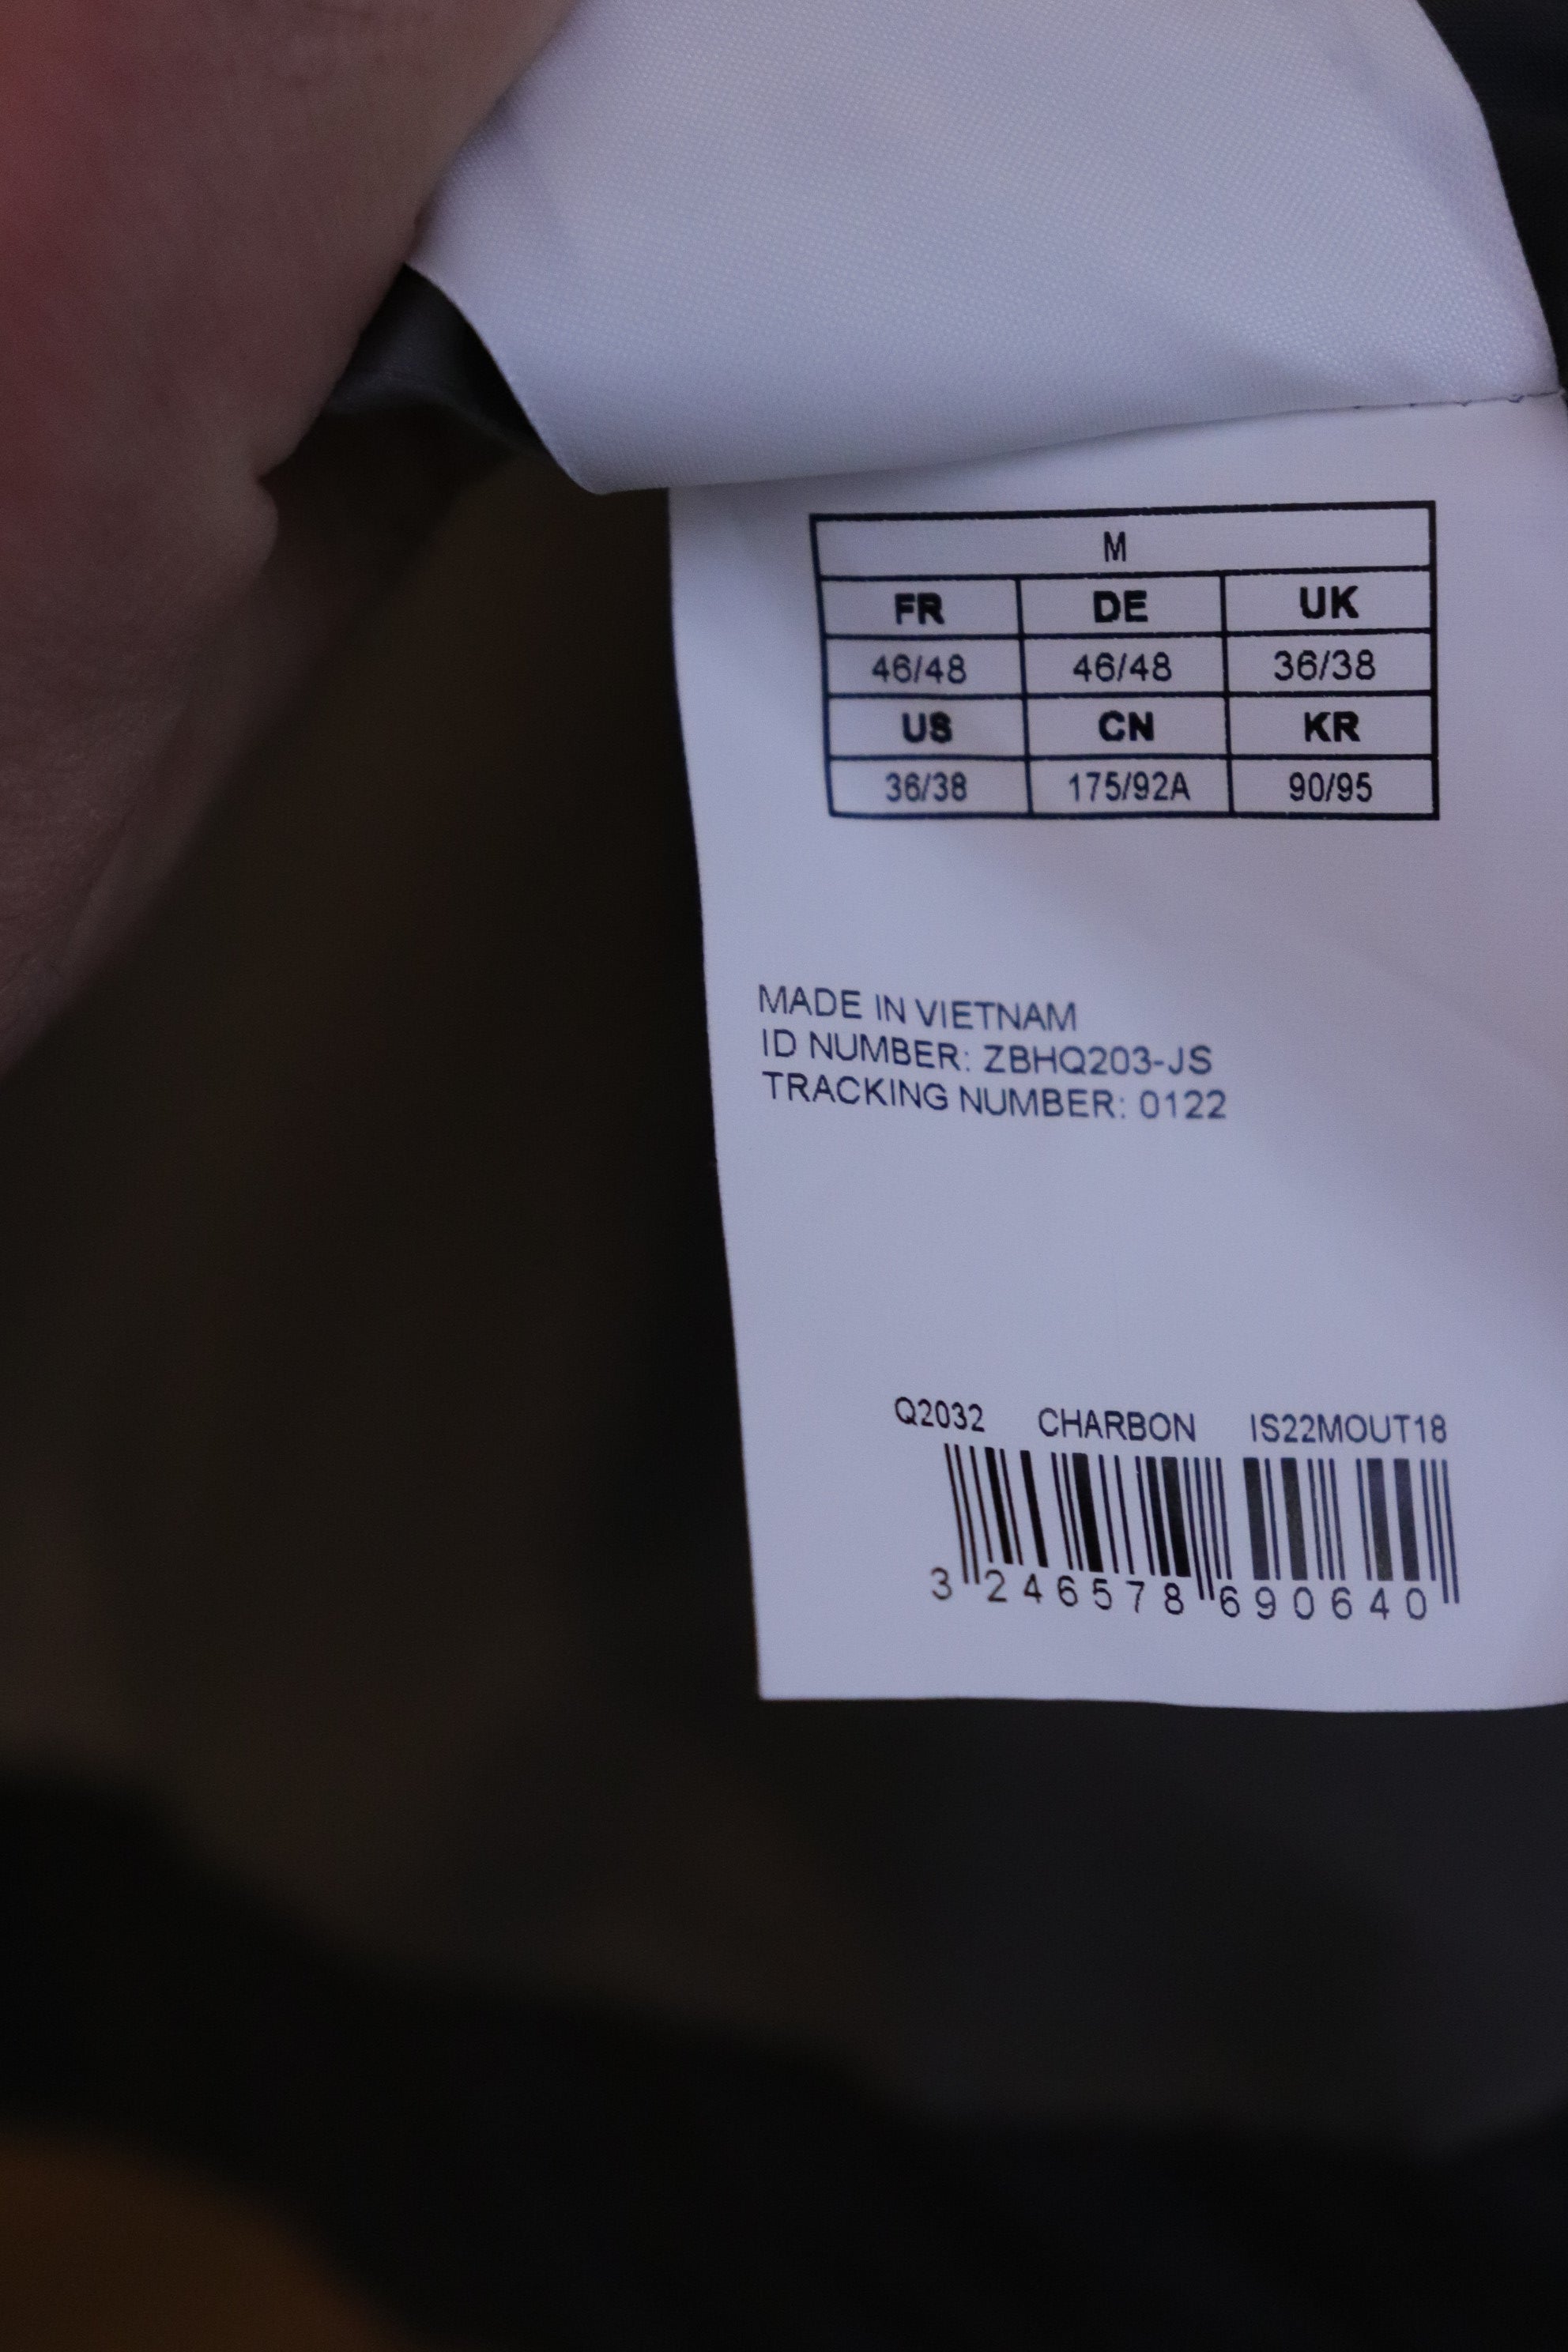 M
FR DE UK
46/48 46/48 36/38
US CN KR
36/38 175/92A 90/95
MADE IN VIETNAM
ID NUMBER: ZBHQ203-JS
TRACKING NUMBER: 0122
Q2032 CHARBON IS22MOUT18
3 246578 690640